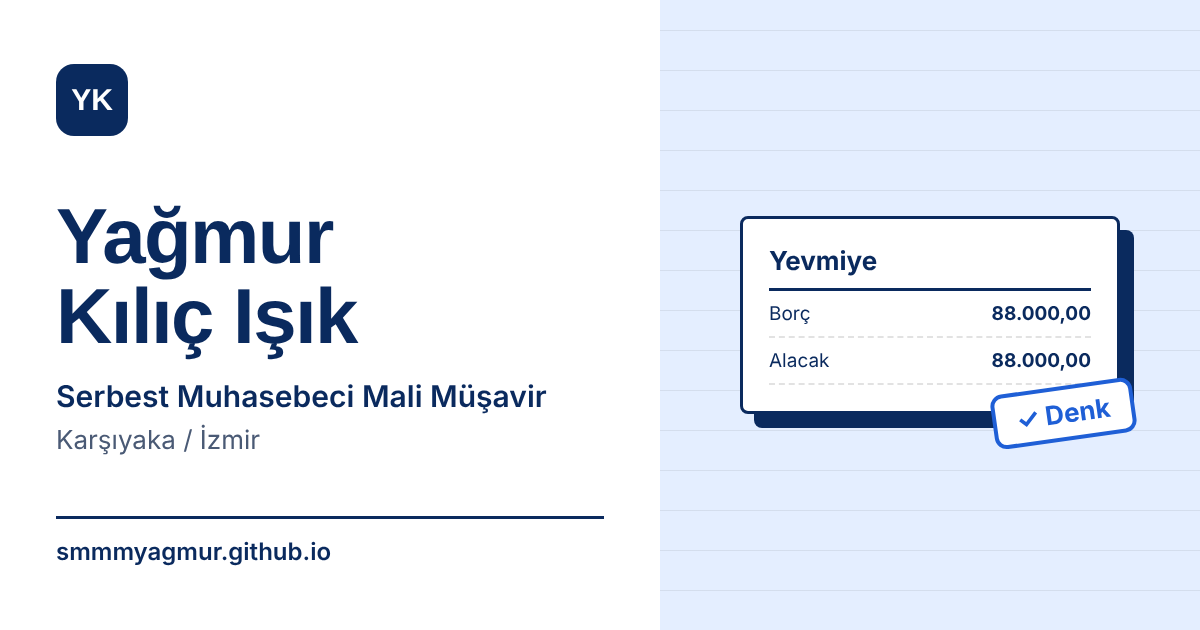 YK
Yağmur
Kılıç Işık
Serbest Muhasebeci Mali Müşavir
Karşıyaka / İzmir
smmmyagmur.github.io
Yevmiye
Borç 88.000,00
Alacak 88.000,00
Denk